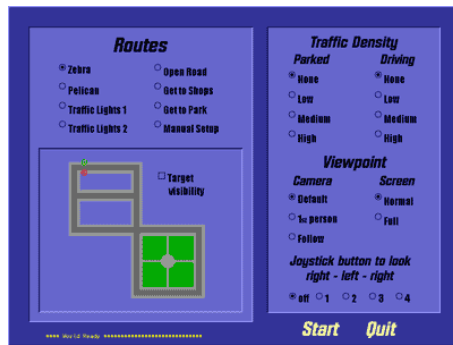 Routes
Zebra
Pelican
Traffic Lights 1
Traffic Lights 2
Open Road
Get to Shops
Get to Park
Manual Setup
Target
visibility
Traffic Density
Parked Driving
None None
Low Low
Medium Medium
High High
Viewpoint
Camera Screen
Default Normal
1st person Full
Follow
Joystick button to look
right - left - right
off 1 2 3 4
Start Quit
World Ready